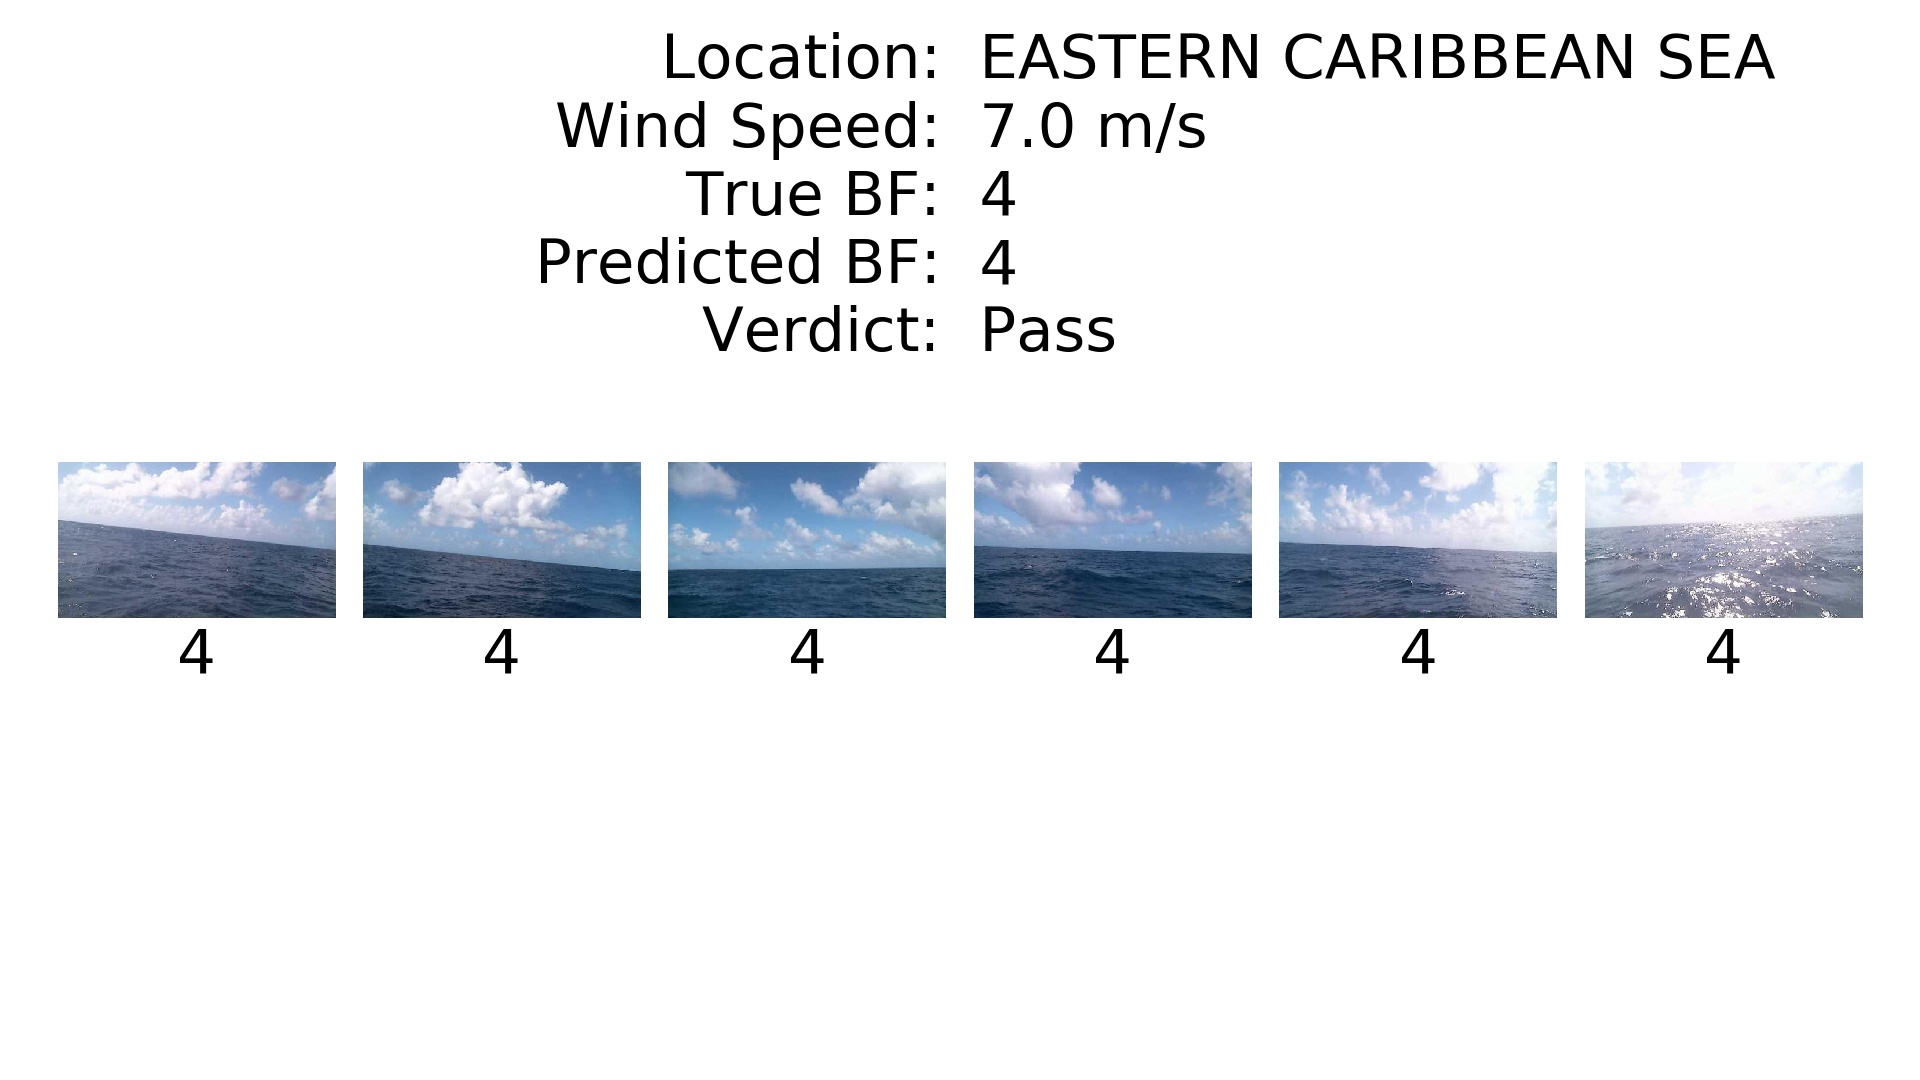 Location: EASTERN CARIBBEAN SEA
Wind Speed: 7.0 m/s
True BF: 4
Predicted BF: 4
Verdict: Pass
4 4 4 4 4 4